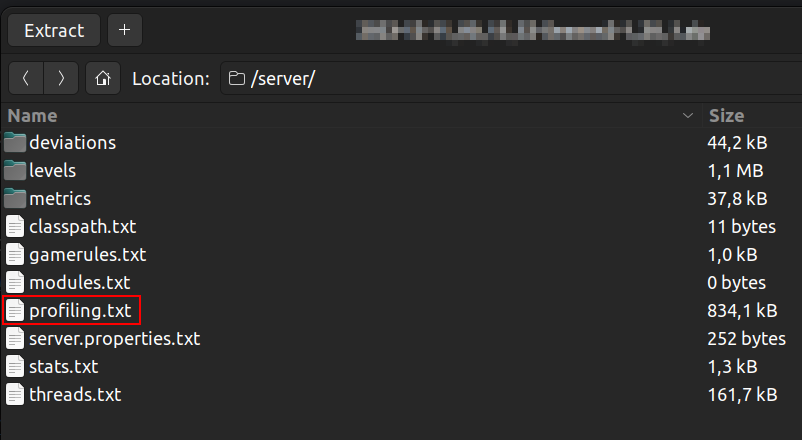 Extract +
Location: /server/
Name Size
deviations 44,2 kB
levels 1,1 MB
metrics 37,8 kB
classpath.txt 11 bytes
gamerules.txt 1,0 kB
modules.txt 0 bytes
profiling.txt 834,1 kB
server.properties.txt 252 bytes
stats.txt 1,3 kB
threads.txt 161,7 kB